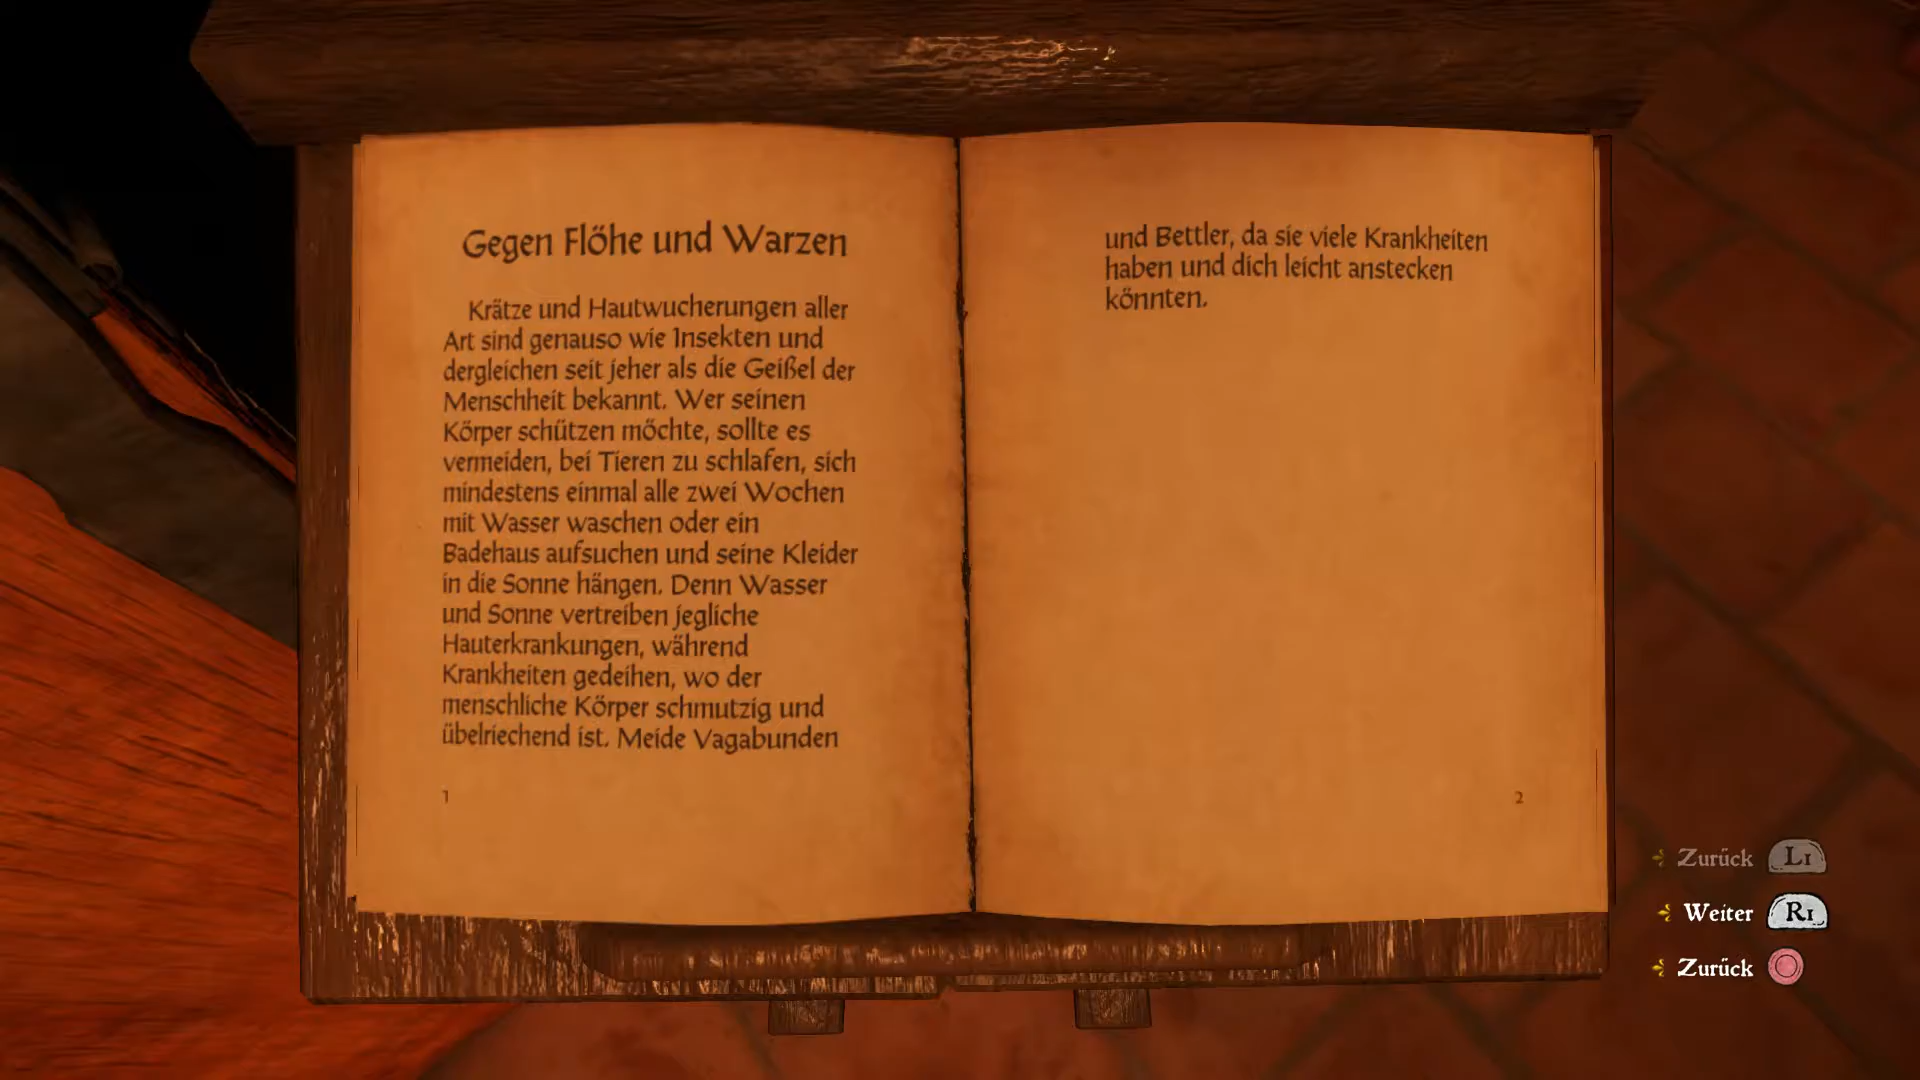 Gegen Flöhe und Warzen
Krätze und Hautwucherungen aller
Art sind genauso wie Insekten und
dergleichen seit jeher als die Geißel der
Menschheit bekannt. Wer seinen
Körper schützen möchte, sollte es
vermeiden, bei Tieren zu schlafen, sich
mindestens einmal alle zwei Wochen
mit Wasser waschen oder ein
Badehaus aufsuchen und seine Kleider
in die Sonne hängen. Denn Wasser
und Sonne vertreiben jegliche
Hauterkrankungen, während
Krankheiten gedeihen, wo der
menschliche Körper schmutzig und
übelriechend ist. Meide Vagabunden
1
und Bettler, da sie viele Krankheiten
haben und dich leicht anstecken
könnten.
2
Zurück L1
Weiter R1
Zurück